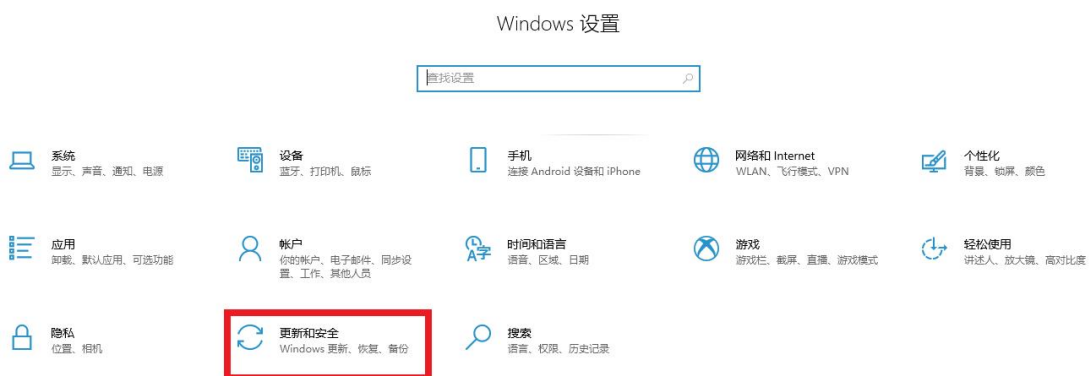 Windows 设置
查找设置
系统
显示、声音、通知、电源
设备
蓝牙、打印机、鼠标
手机
连接 Android 设备和 iPhone
网络和 Internet
WLAN、飞行模式、VPN
个性化
背景、锁屏、颜色
应用
卸载、默认应用、可选功能
帐户
你的帐户、电子邮件、同步设
置、工作、其他人员
时间和语言
语音、区域、日期
游戏
游戏栏、截屏、直播、游戏模式
轻松使用
讲述人、放大镜、高对比度
隐私
位置、相机
更新和安全
Windows 更新、恢复、备份
搜索
语言、权限、历史记录